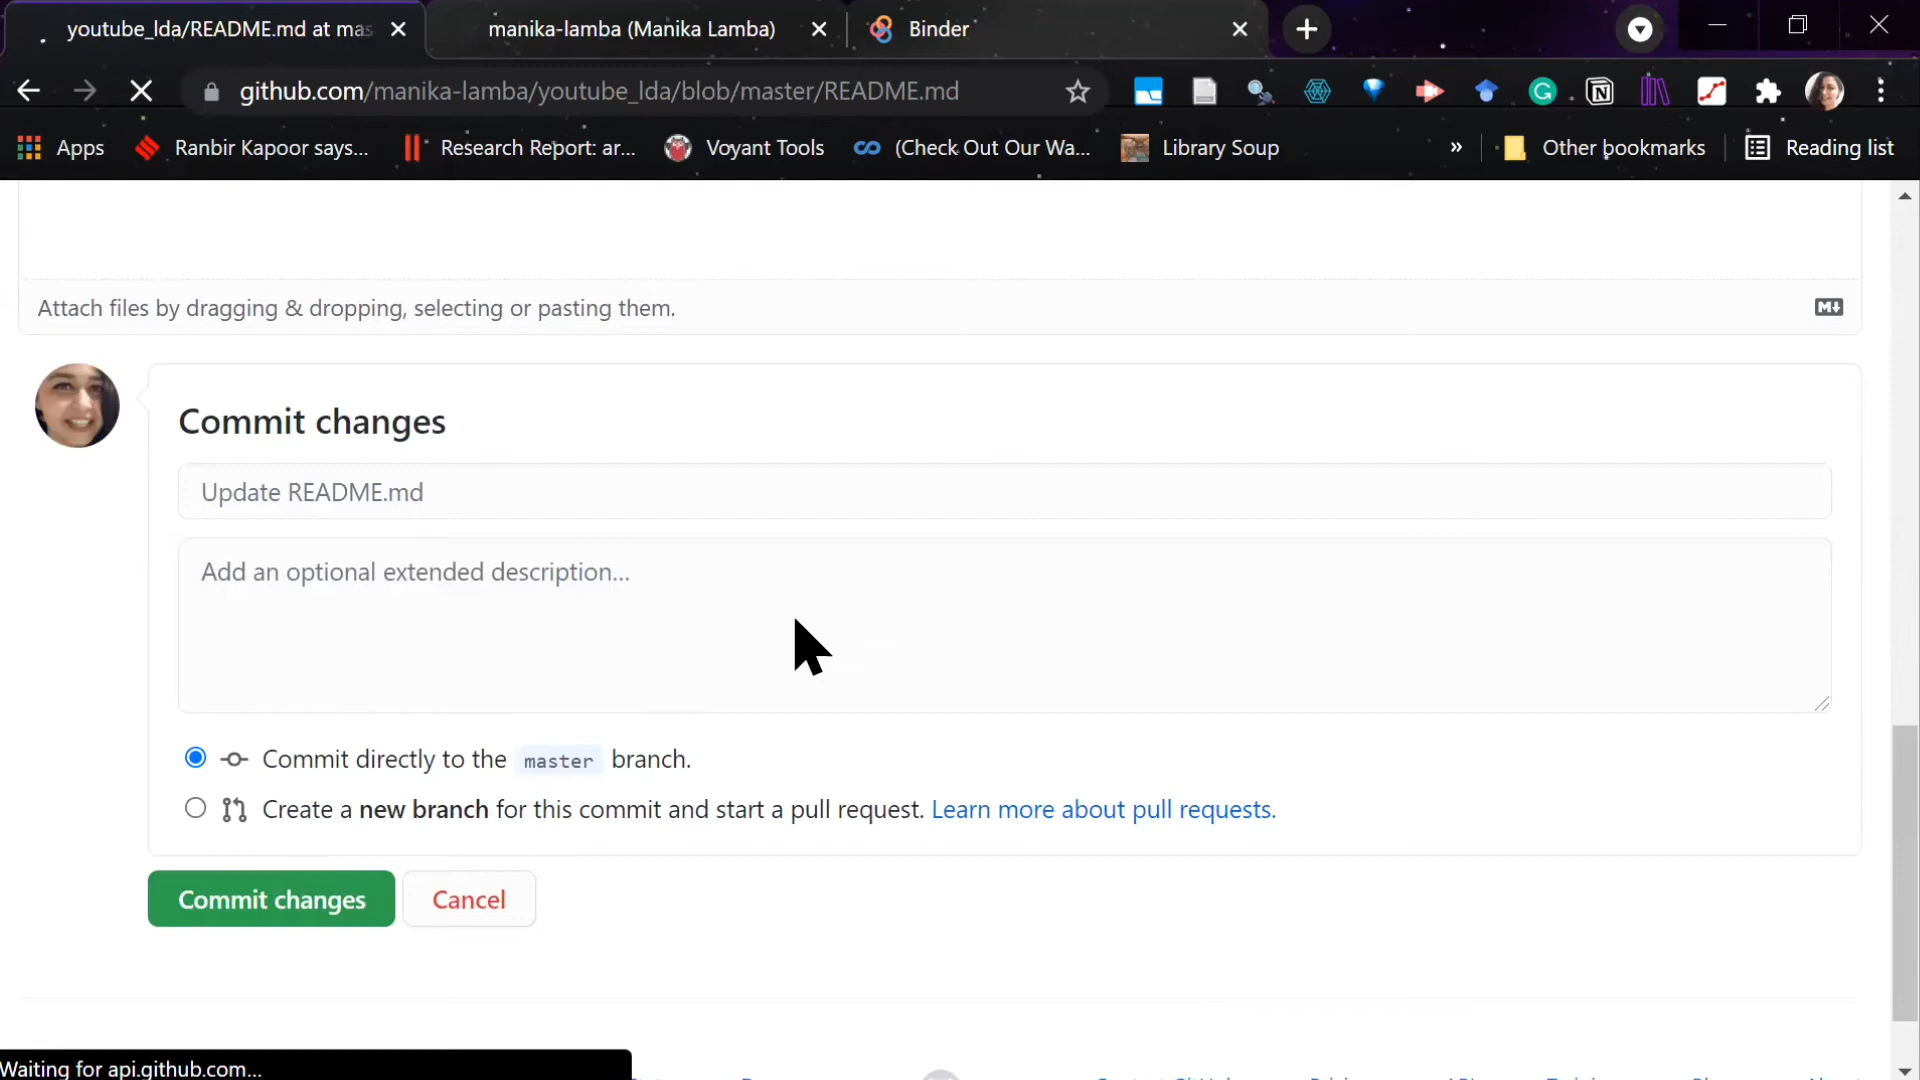 youtube_lda/README.md at mas
manika-lamba (Manika Lamba)
Binder
github.com/manika-lamba/youtube_lda/blob/master/README.md
Apps
Ranbir Kapoor says...
Research Report: ar...
Voyant Tools
(Check Out Our Wa...
Library Soup
»
Other bookmarks
Reading list
Attach files by dragging & dropping, selecting or pasting them.
Commit changes
Update README.md
Add an optional extended description...
Commit directly to the master branch.
Create a new branch for this commit and start a pull request. Learn more about pull requests.
Commit changes
Cancel
Waiting for api.github.com...